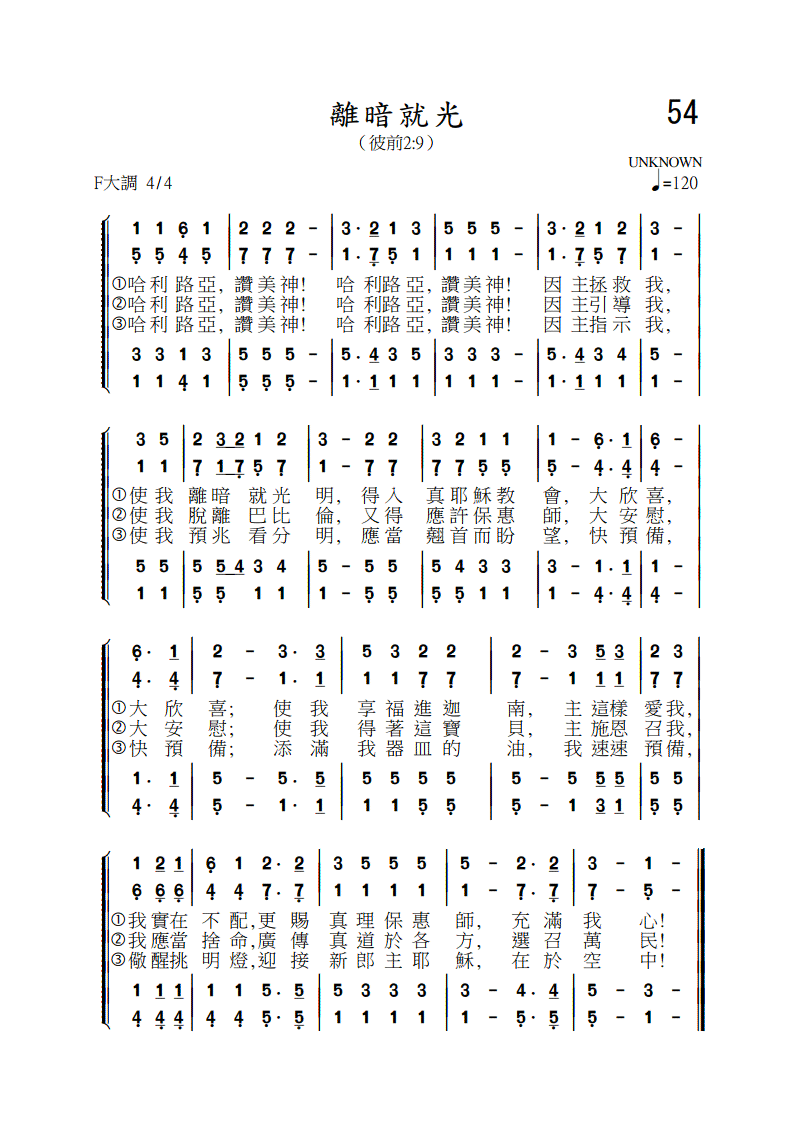 離暗就光
54
（彼前2:9）
UNKNOWN
F大調 4/4
♩=120
1 1 6̣ 1 | 2 2 2 - | 3· 2̲ 1 3 | 5 5 5 - | 3· 2̲ 1 2 | 3 -
5̣ 5̣ 4̣ 5̣ | 7̣ 7̣ 7̣ - | 1· 7̣̲ 5̣ 1 | 1 1 1 - | 1· 7̣̲ 5̣ 7̣ | 1 -
①哈利路亞, 讚美神! 哈利路亞, 讚美神! 因主拯救我,
②哈利路亞, 讚美神! 哈利路亞, 讚美神! 因主引導我,
③哈利路亞, 讚美神! 哈利路亞, 讚美神! 因主指示我,
3 3 1 3 | 5 5 5 - | 5· 4̲ 3 5 | 3 3 3 - | 5· 4̲ 3 4 | 5 -
1 1 4̣ 1 | 5̣ 5̣ 5̣ - | 1· 1̲ 1 1 | 1 1 1 - | 1· 1̲ 1 1 | 1 -
3 5 | 2 3̲2̲ 1 2 | 3 - 2 2 | 3 2 1 1 | 1 - 6̣· 1̲ | 6̣ -
1 1 | 7̣ 1̲7̣̲ 5̣ 7̣ | 1 - 7̣ 7̣ | 7̣ 7̣ 5̣ 5̣ | 5̣ - 4̣· 4̣̲ | 4̣ -
①使我離暗就光明, 得入真耶穌教會, 大欣喜,
②使我脫離巴比倫, 又得應許保惠師, 大安慰,
③使我預兆看分明, 應當翹首而盼望, 快預備,
5 5 | 5 5̲4̲ 3 4 | 5 - 5 5 | 5 4 3 3 | 3 - 1· 1̲ | 1 -
1 1 | 5̣ 5̣ 1 1 | 1 - 5̣ 5̣ | 5̣ 5̣ 1 1 | 1 - 4̣· 4̣̲ | 4̣ -
6̣· 1̲ | 2 - 3· 3̲ | 5 3 2 2 | 2 - 3 5̲3̲ | 2 3
4̣· 4̣̲ | 7̣ - 1· 1̲ | 1 1 7̣ 7̣ | 7̣ - 1 1̲1̲ | 7̣ 1
①大欣喜; 使我享福進迦南, 主這樣愛我,
②大安慰; 使我得著這寶貝, 主施恩召我,
③快預備; 添滿我器皿的油, 我速速預備,
1· 1̲ | 5 - 5· 5̲ | 5 5 5 5 | 5 - 5 5̲5̲ | 5 5
4̣· 4̣̲ | 5̣ - 1· 1̲ | 1 1 5̣ 5̣ | 5̣ - 1 3̲1̲ | 5̣ 5̣
1 2̲1̲ | 6̣ 1 2· 2̲ | 3 5 5 5 | 5 - 2· 2̲ | 3 - 1 -
6̣ 6̣̲6̣̲ | 4̣ 4̣ 7̣· 7̣̲ | 1 1 1 1 | 1 - 7̣· 7̣̲ | 7̣ - 5̣ -
①我實在不配, 更賜真理保惠師, 充滿我心!
②我應當捨命, 廣傳真道於各方, 選召萬民!
③儆醒挑明燈, 迎接新郎主耶穌, 在於空中!
1 1̲1̲ | 1 1 5· 5̲ | 5 3 3 3 | 3 - 4· 4̲ | 5 - 3 -
4̣ 4̣̲4̣̲ | 4̣ 4̣ 5̣· 5̣̲ | 1 1 1 1 | 1 - 5̣· 5̣̲ | 5̣ - 1 -